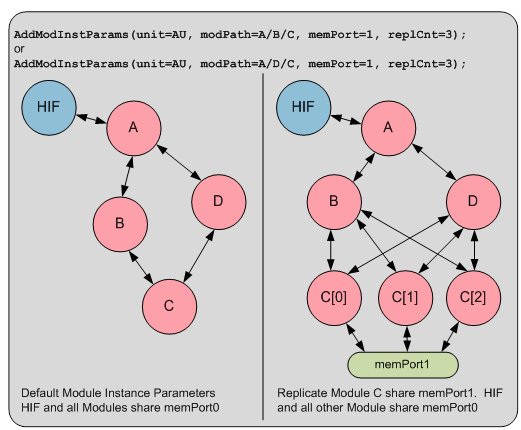 AddModInstParams(unit=AU, modPath=A/B/C, memPort=1, replCnt=3);
or
AddModInstParams(unit=AU, modPath=A/D/C, memPort=1, replCnt=3);
HIF
A
B
D
C
Default Module Instance Parameters
HIF and all Modules share memPort0
HIF
A
B
D
C[0]
C[1]
C[2]
memPort1
Replicate Module C share memPort1. HIF
and all other Module share memPort0